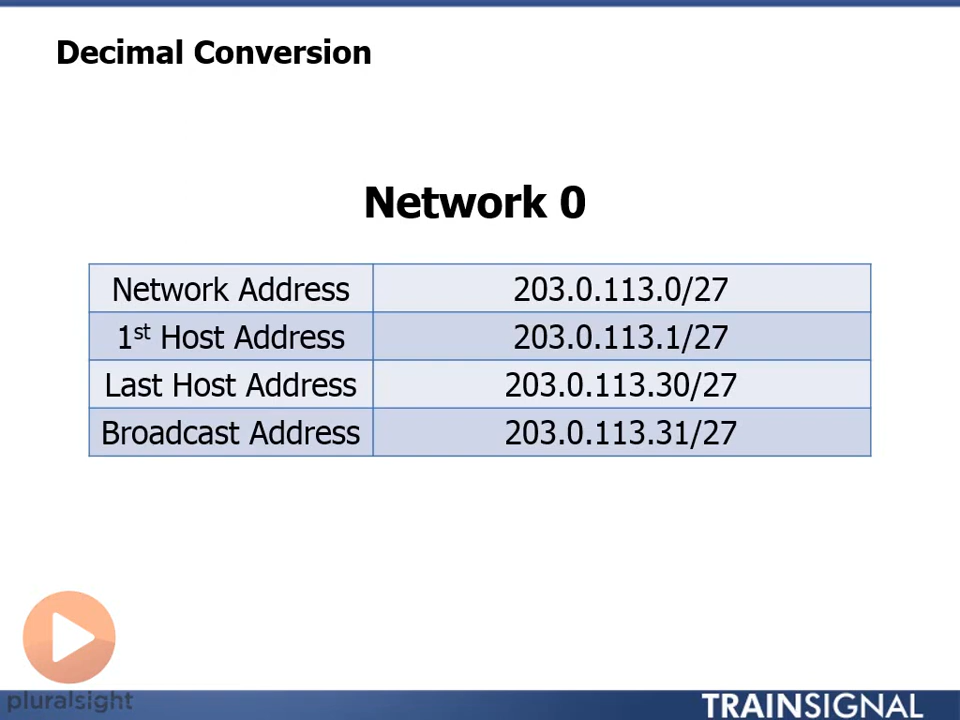 Decimal Conversion
Network 0
Network Address 203.0.113.0/27
1st Host Address 203.0.113.1/27
Last Host Address 203.0.113.30/27
Broadcast Address 203.0.113.31/27
pluralsight
TRAINSIGNAL